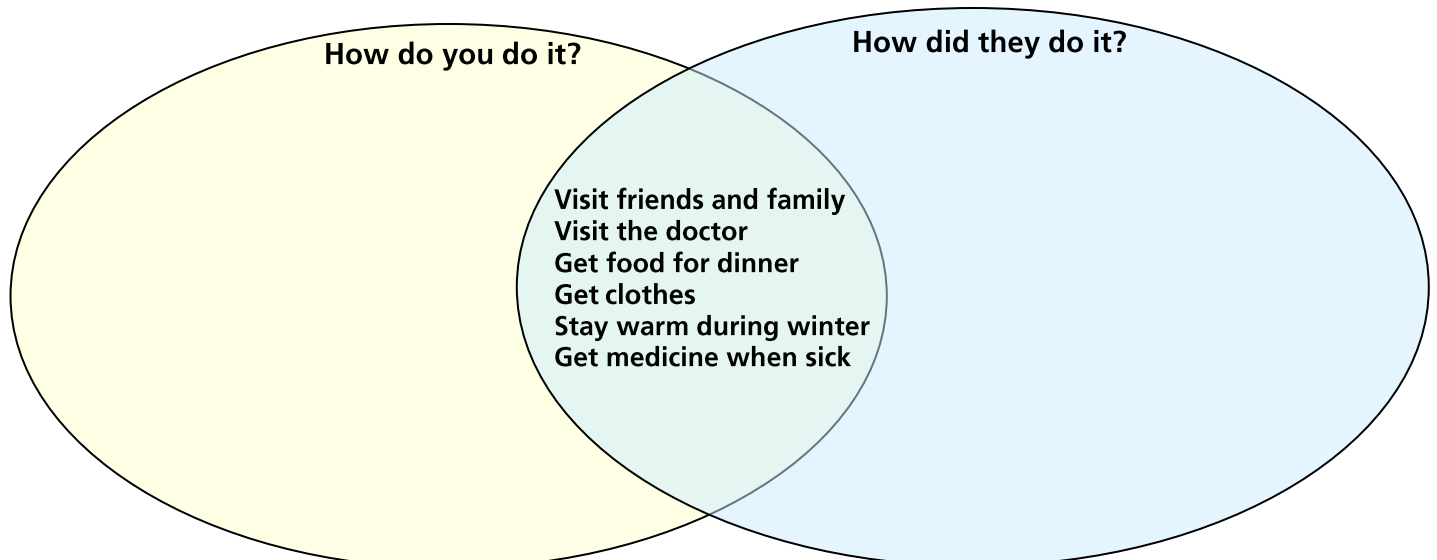 How do you do it?
How did they do it?
Visit friends and family
Visit the doctor
Get food for dinner
Get clothes
Stay warm during winter
Get medicine when sick